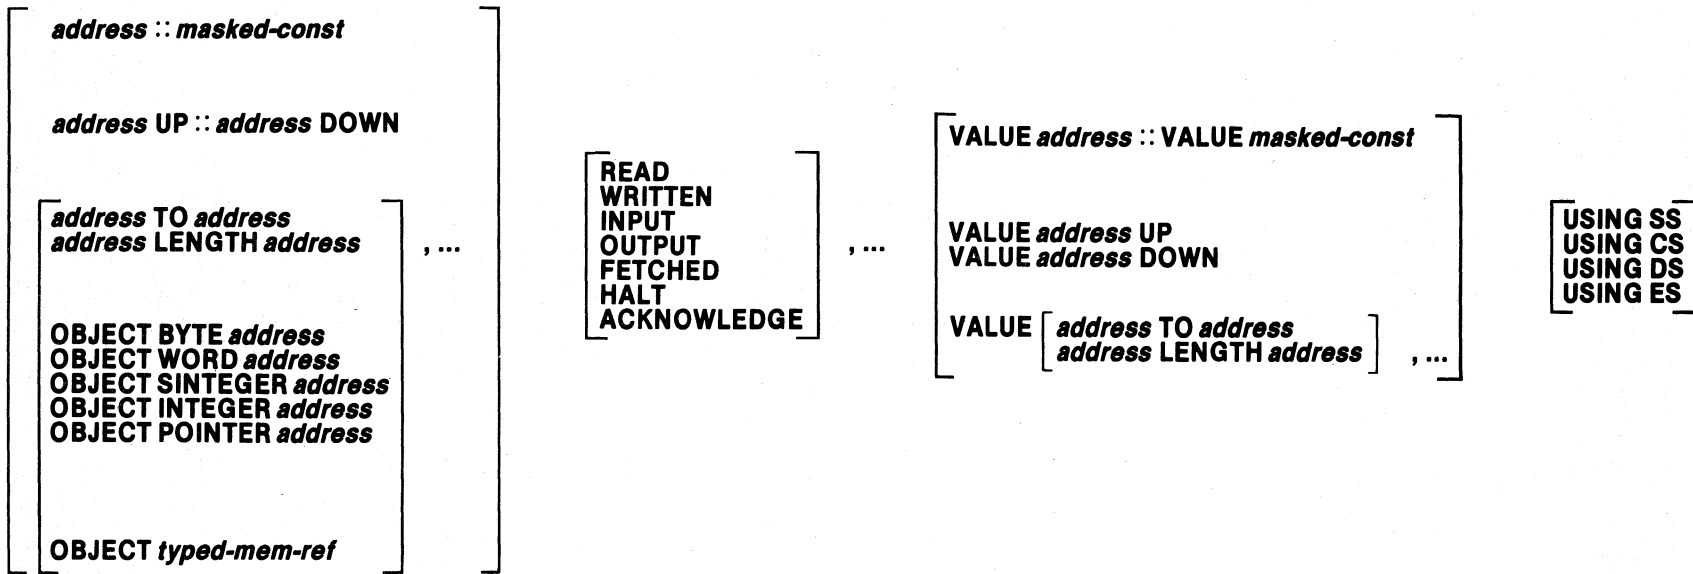 address :: masked-const
address UP :: address DOWN
address TO address
address LENGTH address
, ...
OBJECT BYTE address
OBJECT WORD address
OBJECT SINTEGER address
OBJECT INTEGER address
OBJECT POINTER address
OBJECT typed-mem-ref
READ
WRITTEN
INPUT
OUTPUT
FETCHED
HALT
ACKNOWLEDGE
, ...
VALUE address :: VALUE masked-const
VALUE address UP
VALUE address DOWN
VALUE
address TO address
address LENGTH address
, ...
USING SS
USING CS
USING DS
USING ES